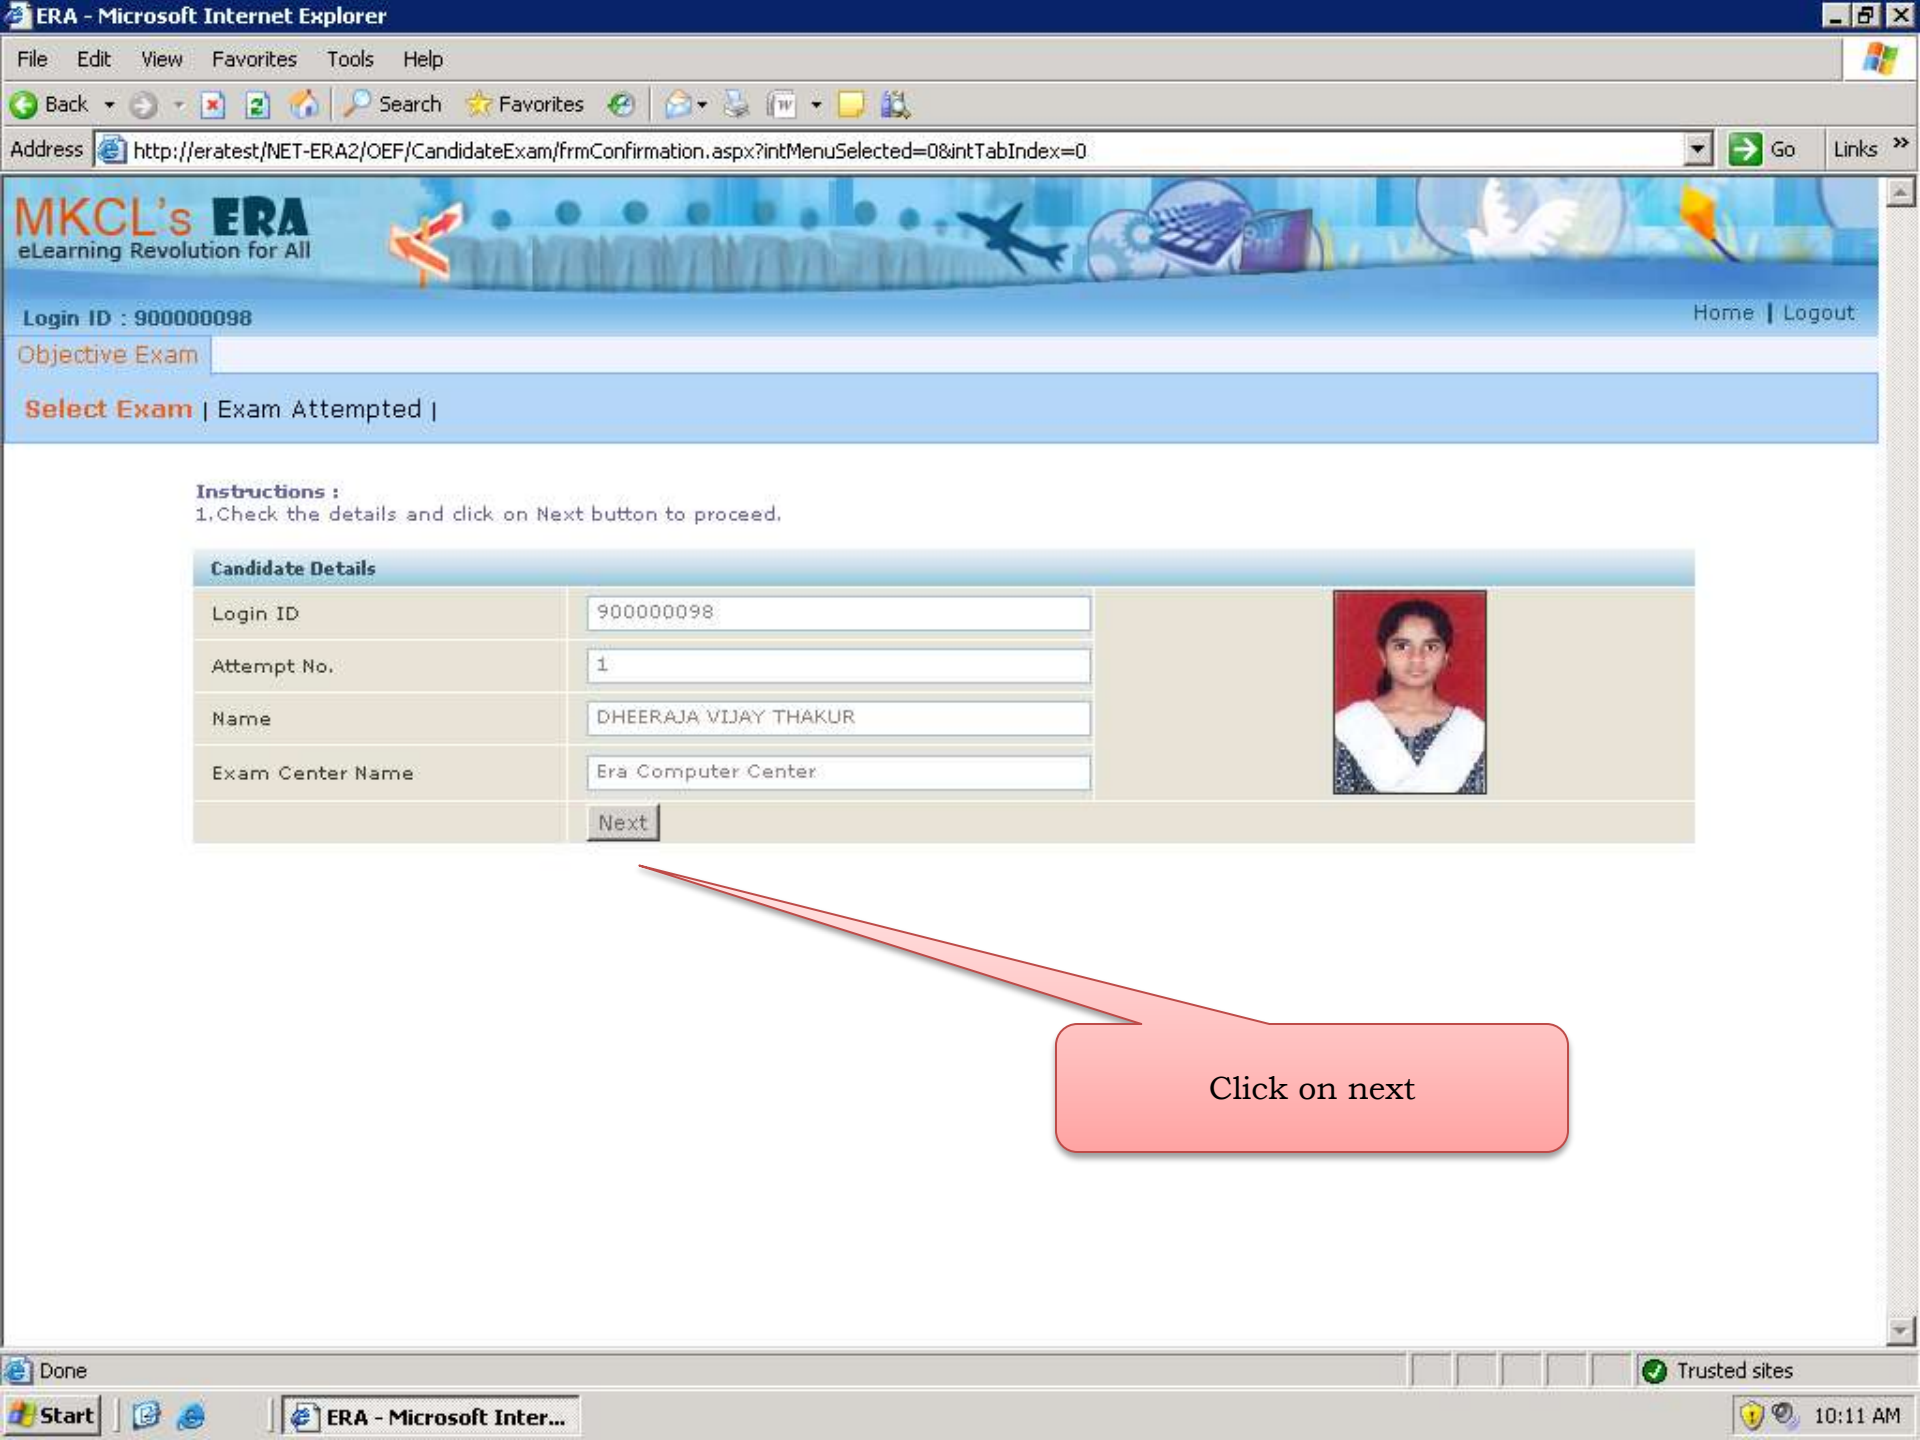 ERA - Microsoft Internet Explorer
File Edit View Favorites Tools Help
Back Search Favorites
Address http://eratest/NET-ERA2/OEF/CandidateExam/frmConfirmation.aspx?intMenuSelected=0&intTabIndex=0 Go Links »
MKCL's ERA
eLearning Revolution for All
Login ID : 900000098 Home | Logout
Objective Exam
Select Exam | Exam Attempted |
Instructions :
1.Check the details and click on Next button to proceed.
Candidate Details
Login ID 900000098
Attempt No. 1
Name DHEERAJA VIJAY THAKUR
Exam Center Name Era Computer Center
Next
Click on next
Done Trusted sites
Start ERA - Microsoft Inter... 10:11 AM